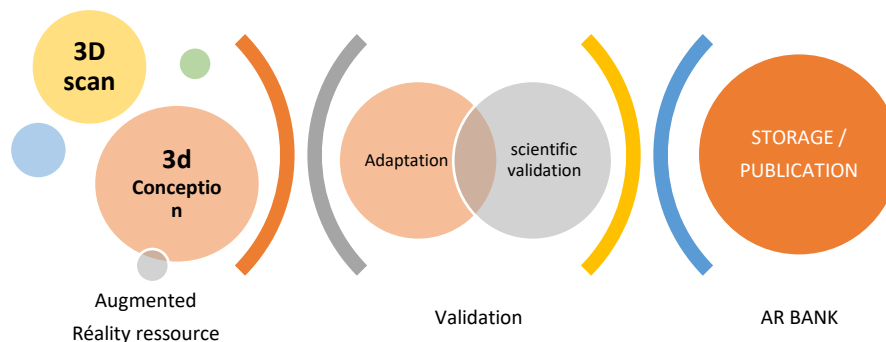 3D
scan
3d
Conceptio
n
Augmented
Réality ressource
Adaptation
scientific
validation
Validation
STORAGE /
PUBLICATION
AR BANK